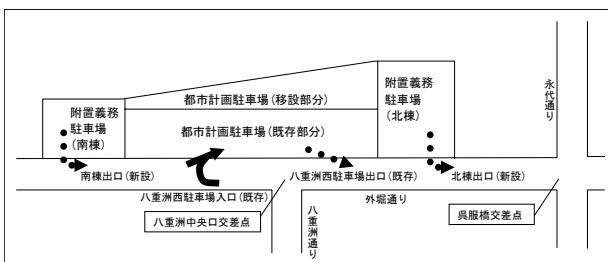 附置義務
駐車場
(南棟)
都市計画駐車場(移設部分)
都市計画駐車場(既存部分)
附置義務
駐車場
(北棟)
永代通り
南棟出口(新設)
八重洲西駐車場出口(既存)
北棟出口(新設)
八重洲西駐車場入口(既存)
外堀通り
八重洲中央口交差点
八重洲通り
呉服橋交差点